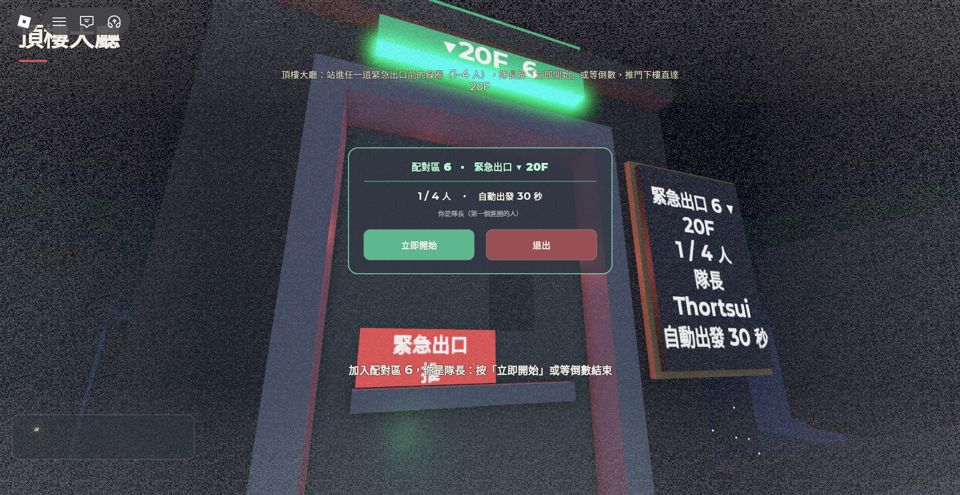 頂樓大廳
▼20F 6
頂樓大廳：站進任一道緊急出口前的綠圈（1–4 人），隊長按「立即開始」或等倒數，推門下樓直達
20F
配對區 6 • 緊急出口 ▼ 20F
1 / 4 人 • 自動出發 30 秒
你是隊長（第一個進圈的人）
立即開始
退出
緊急出口 6 ▼
20F
1 / 4 人
隊長
Thortsui
自動出發 30 秒
緊急出口
推
加入配對區 6，你是隊長：按「立即開始」或等倒數結束